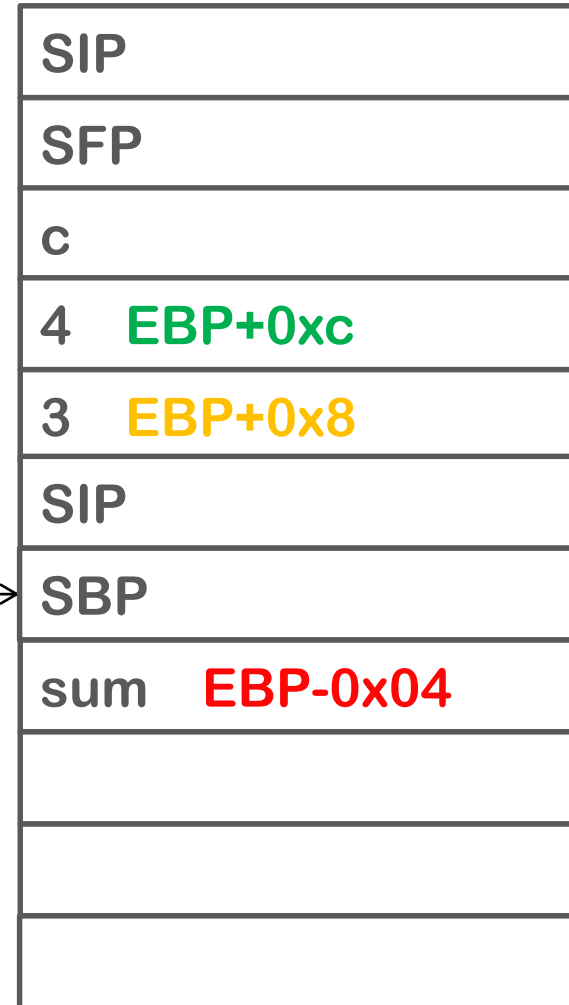 SIP
SFP
c
4 EBP+0xc
3 EBP+0x8
SIP
SBP
sum EBP-0x04